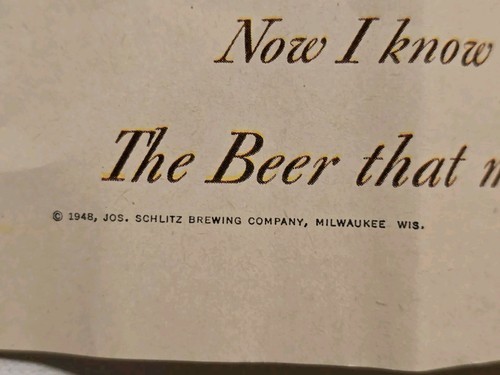 Now I know
The Beer that
© 1948, JOS. SCHLITZ BREWING COMPANY, MILWAUKEE WIS.